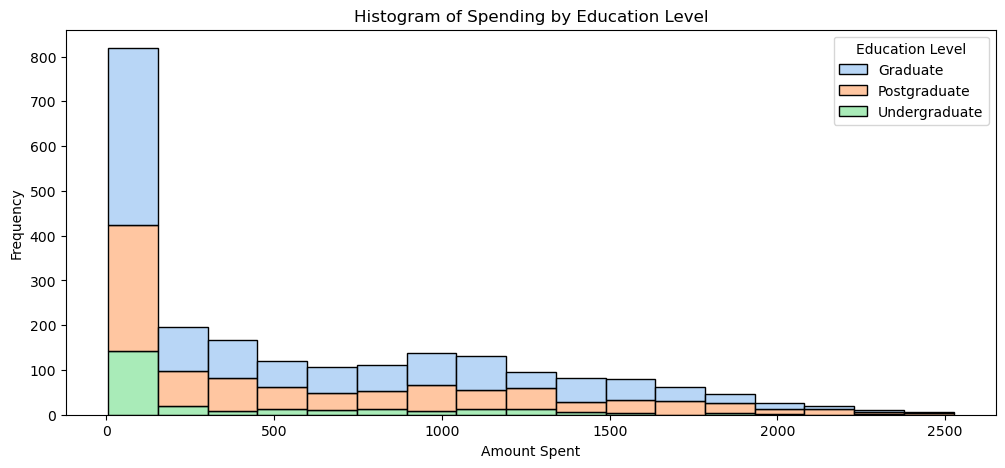 Histogram of Spending by Education Level
Education Level
Graduate
Postgraduate
Undergraduate
Frequency
800
700
600
500
400
300
200
100
0
0
500
1000
1500
2000
2500
Amount Spent